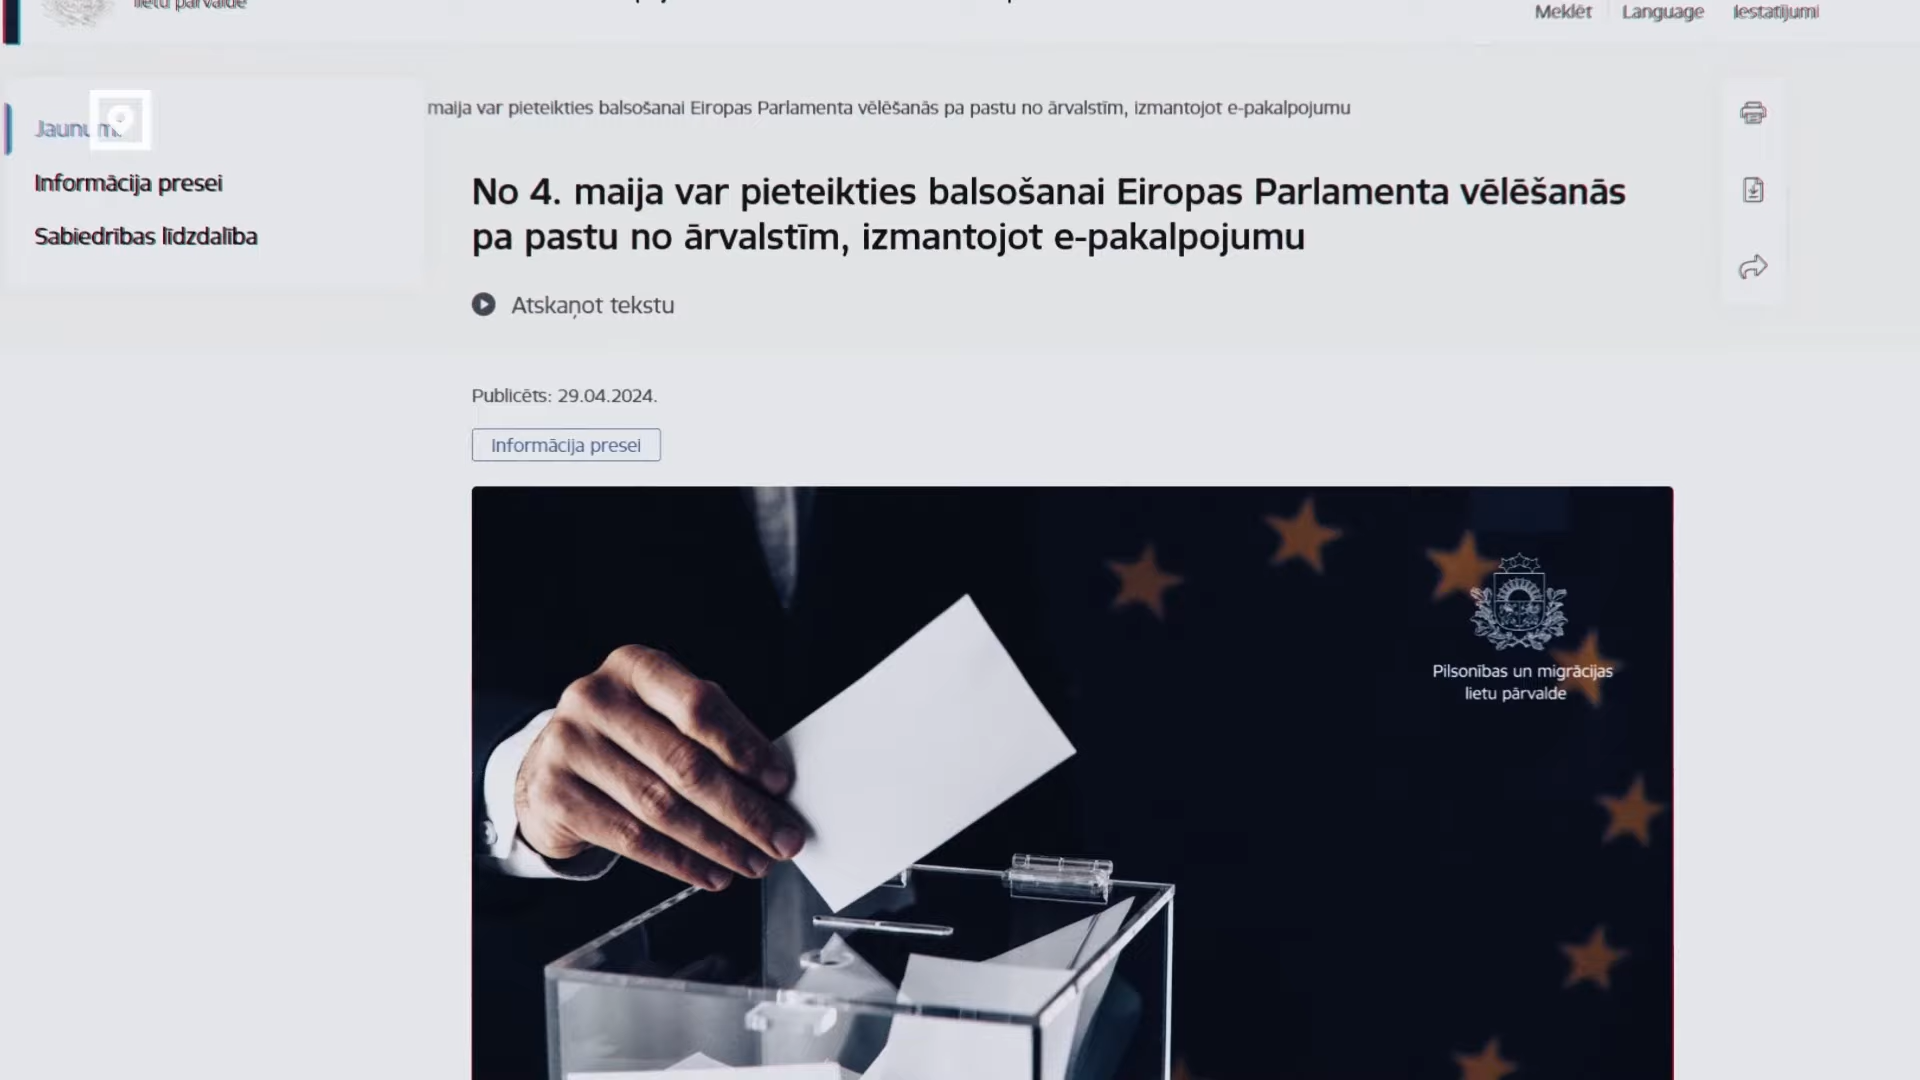 lietu pārvalde
Meklēt
Language
Iestatījumi
Jaunumi
Informācija presei
Sabiedrības līdzdalība
maija var pieteikties balsošanai Eiropas Parlamenta vēlēšanās pa pastu no ārvalstīm, izmantojot e-pakalpojumu
No 4. maija var pieteikties balsošanai Eiropas Parlamenta vēlēšanās
pa pastu no ārvalstīm, izmantojot e-pakalpojumu
Atskaņot tekstu
Publicēts: 29.04.2024.
Informācija presei
Pilsonības un migrācijas
lietu pārvalde